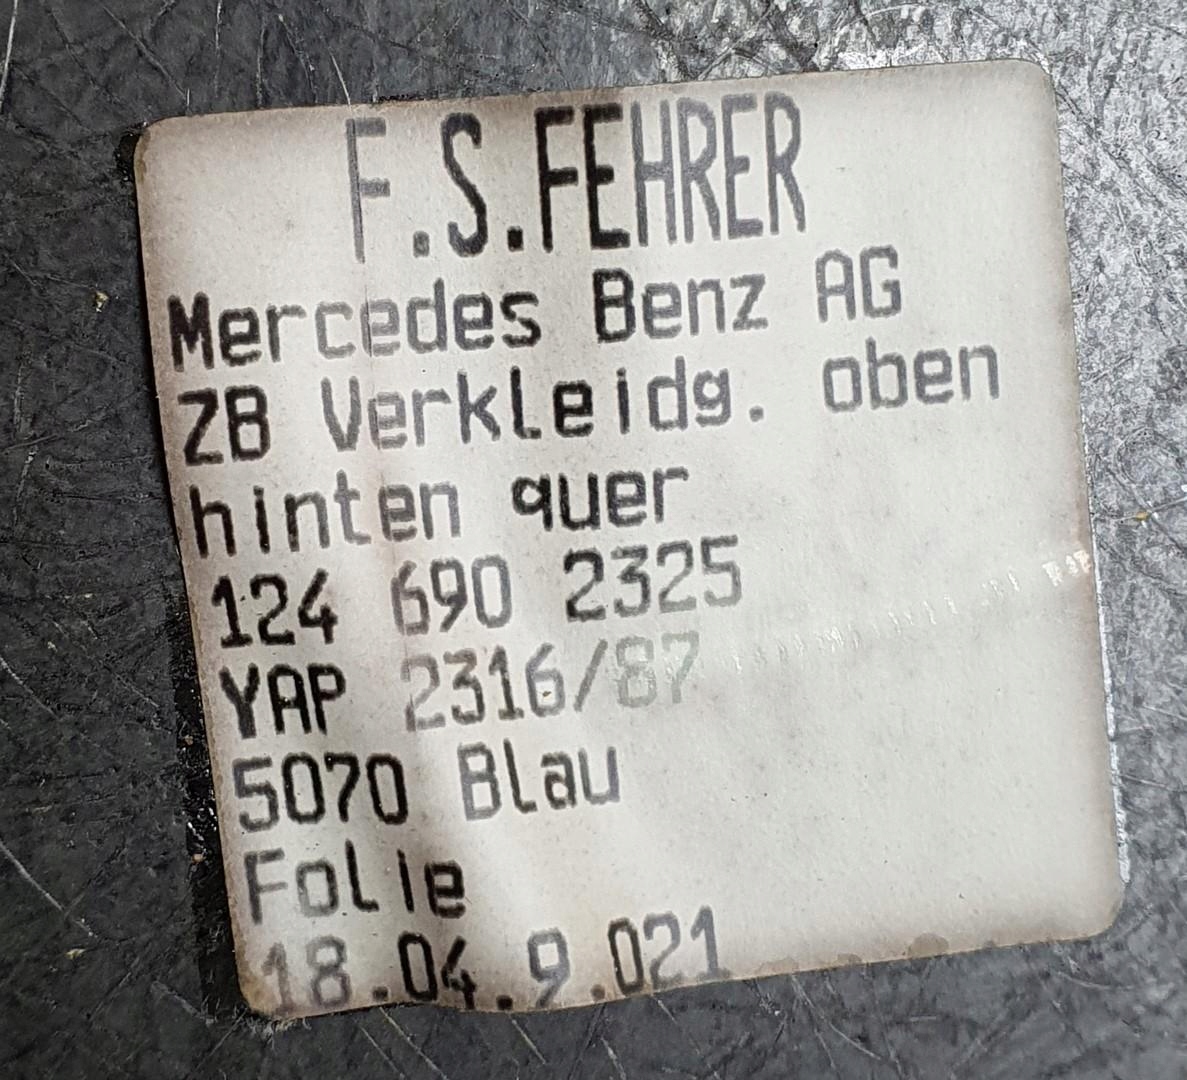 F.S.FEHRER
Mercedes Benz AG
ZB Verkleidg. oben
hinten quer
124 690 2325
YAP 2316/87
5070 Blau
Folie
18.04.9.021